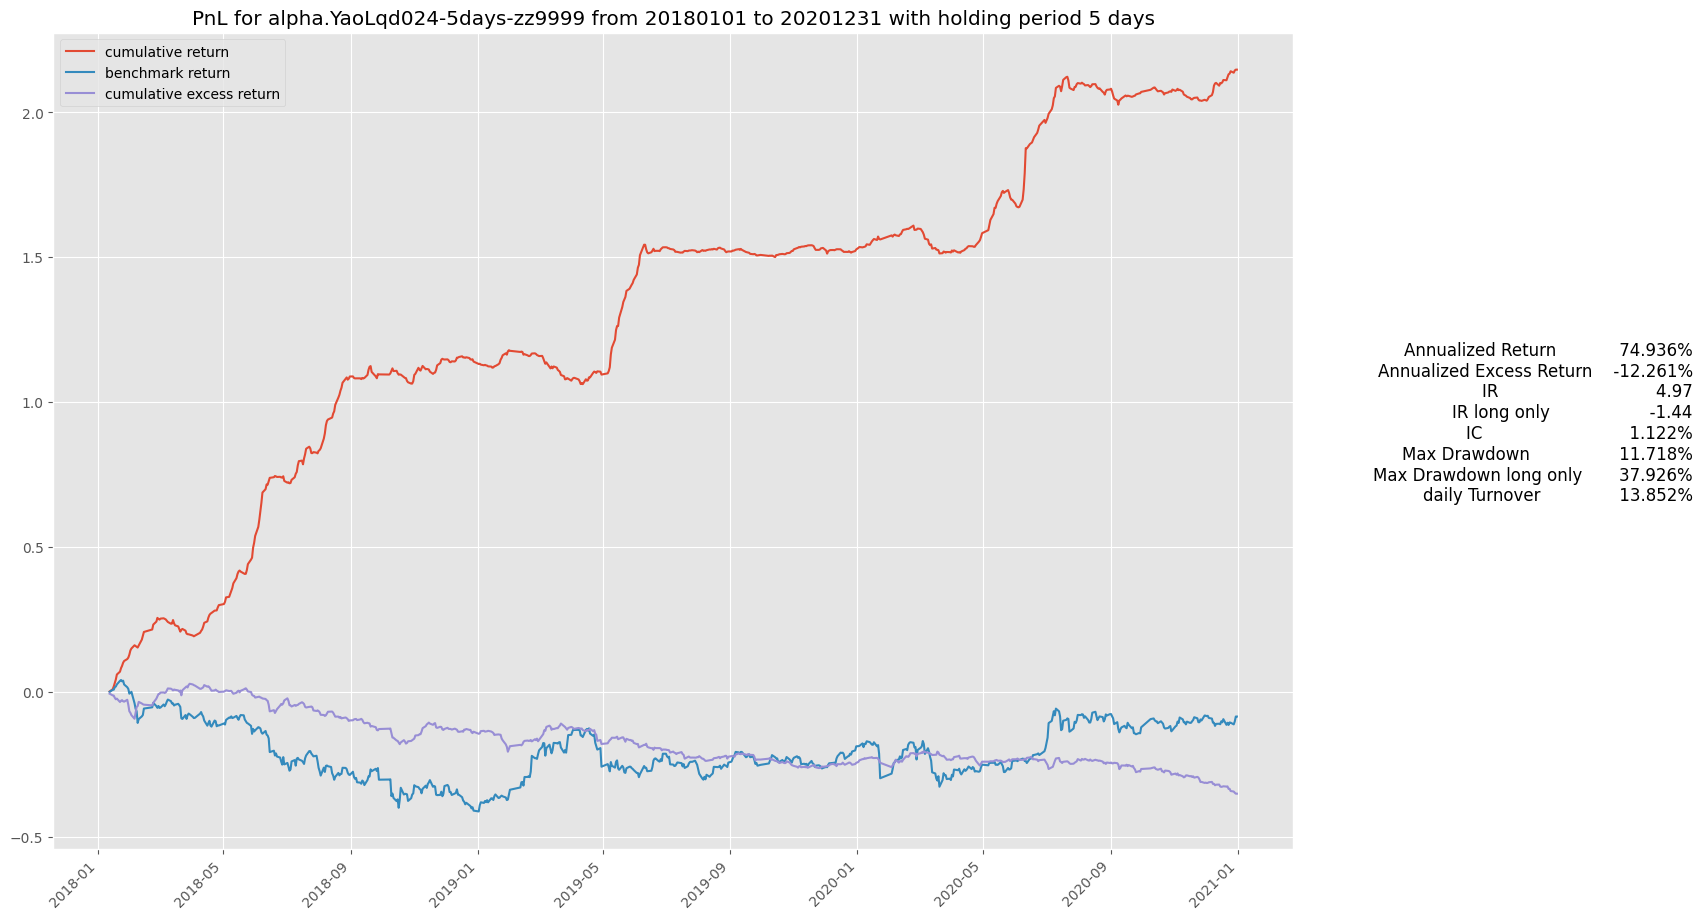 PnL for alpha.YaoLqd024-5days-zz9999 from 20180101 to 20201231 with holding period 5 days
cumulative return
benchmark return
cumulative excess return
2.0
1.5
1.0
0.5
0.0
−0.5
2018-01
2018-05
2018-09
2019-01
2019-05
2019-09
2020-01
2020-05
2020-09
2021-01
Annualized Return 74.936%
Annualized Excess Return -12.261%
IR 4.97
IR long only -1.44
IC 1.122%
Max Drawdown 11.718%
Max Drawdown long only 37.926%
daily Turnover 13.852%